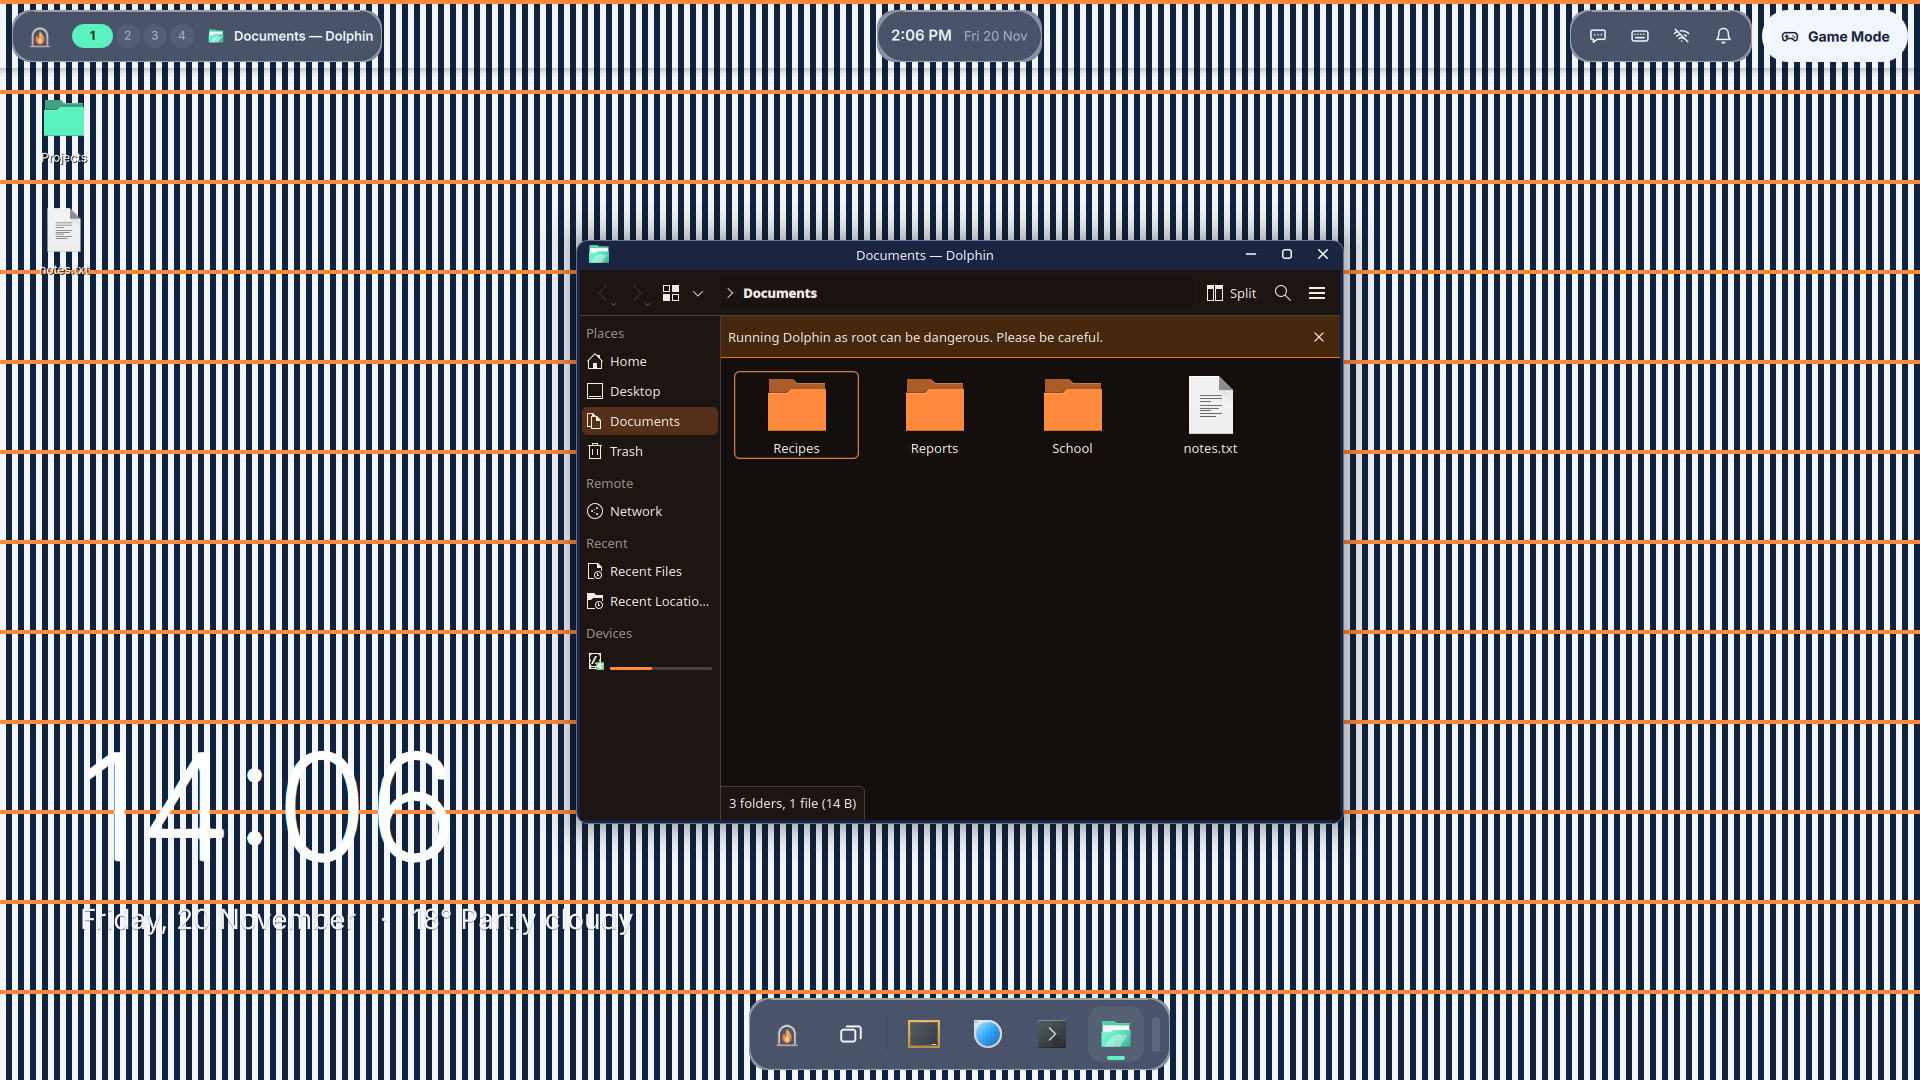 1 2 3 4 Documents — Dolphin
2:06 PM Fri 20 Nov
Game Mode
Projects
notes.txt
Documents — Dolphin
Documents
Split
Places
Home
Desktop
Documents
Trash
Remote
Network
Recent
Recent Files
Recent Locatio...
Devices
Running Dolphin as root can be dangerous. Please be careful.
Recipes
Reports
School
notes.txt
3 folders, 1 file (14 B)
14:06
Friday, 20 November · 18° Partly cloudy